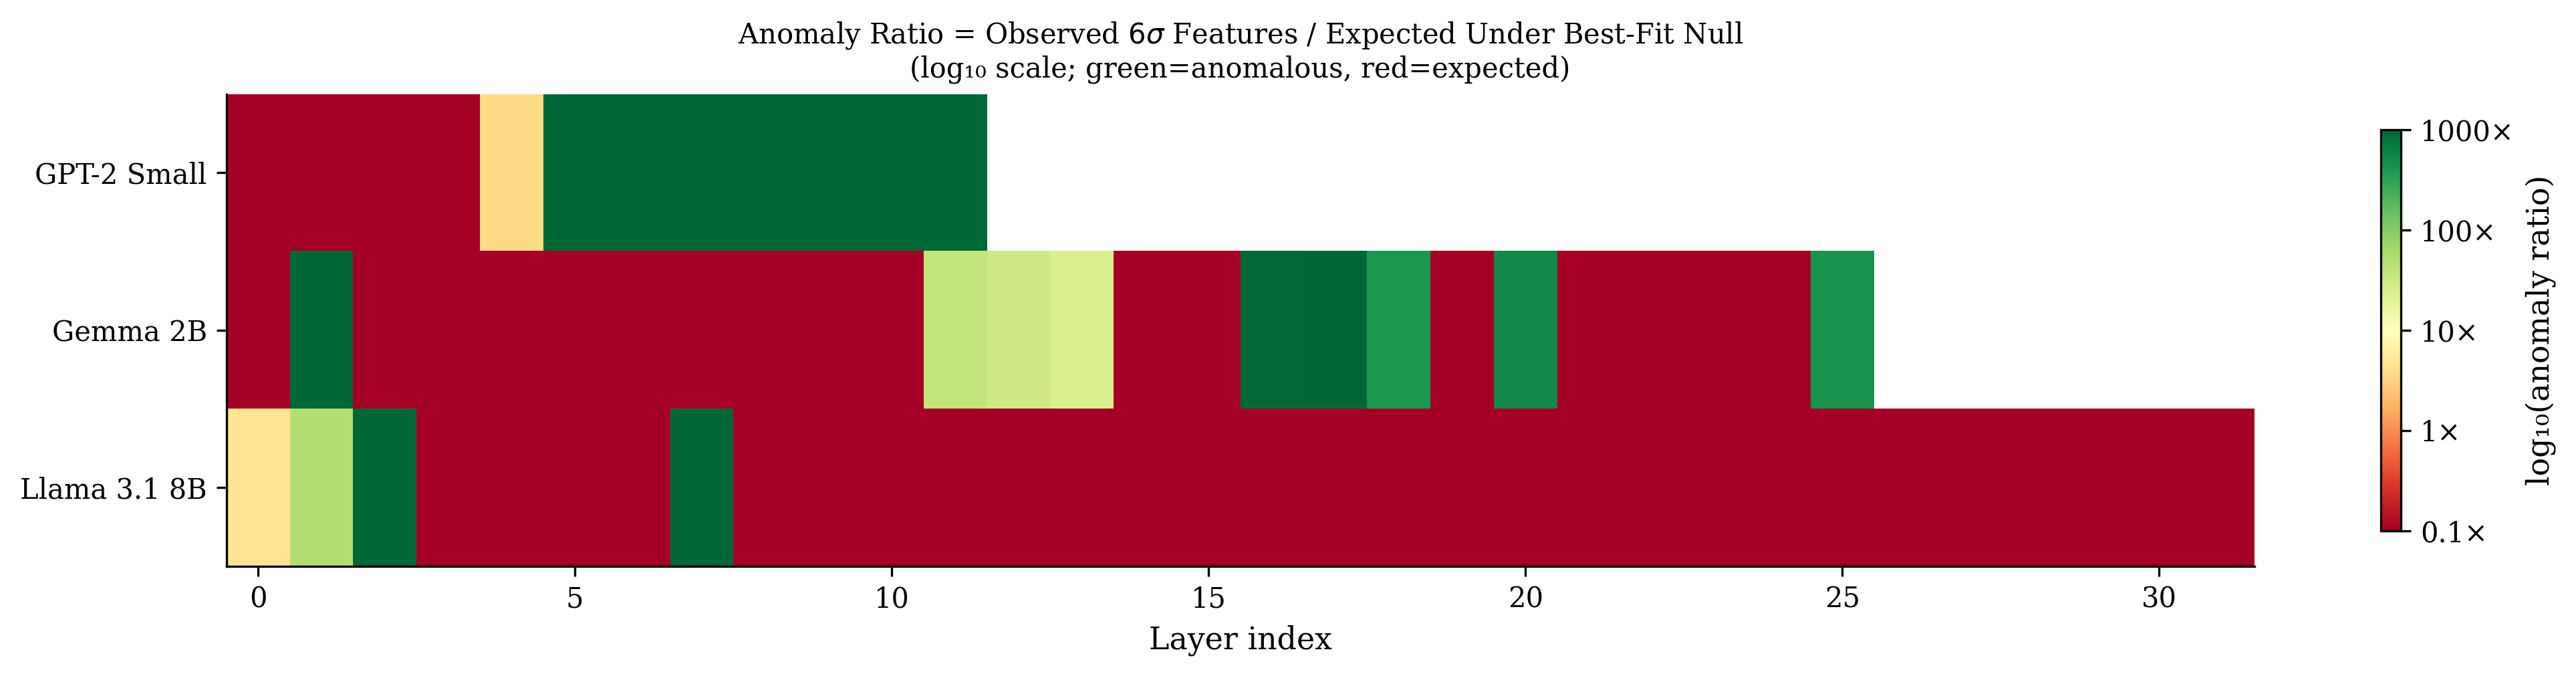 Anomaly Ratio = Observed 6σ Features / Expected Under Best-Fit Null
(log₁₀ scale; green=anomalous, red=expected)
GPT-2 Small
Gemma 2B
Llama 3.1 8B
0 5 10 15 20 25 30
Layer index
1000×
100×
10×
1×
0.1×
log₁₀(anomaly ratio)